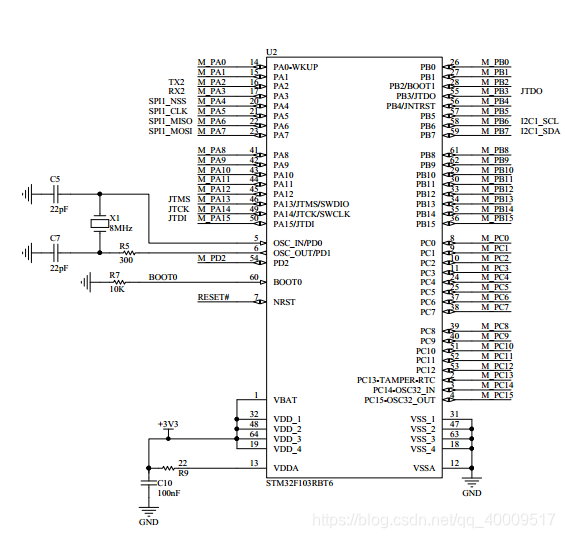 U2
M_PA0 14 PA0-WKUP PB0 26 M_PB0
M_PA1 15 PA1 PB1 27 M_PB1
TX2 M_PA2 16 PA2 PB2/BOOT1 28 M_PB2
RX2 M_PA3 17 PA3 PB3/JTDO 55 M_PB3 JTDO
SPI1_NSS M_PA4 20 PA4 PB4/JNTRST 56 M_PB4
SPI1_CLK M_PA5 21 PA5 PB5 57 M_PB5
SPI1_MISO M_PA6 22 PA6 PB6 58 M_PB6 I2C1_SCL
SPI1_MOSI M_PA7 23 PA7 PB7 59 M_PB7 I2C1_SDA
M_PA8 41 PA8 PB8 61 M_PB8
M_PA9 42 PA9 PB9 62 M_PB9
M_PA10 43 PA10 PB10 29 M_PB10
M_PA11 44 PA11 PB11 30 M_PB11
M_PA12 45 PA12 PB12 33 M_PB12
JTMS M_PA13 46 PA13/JTMS/SWDIO PB13 34 M_PB13
JTCK M_PA14 49 PA14/JTCK/SWCLK PB14 35 M_PB14
JTDI M_PA15 50 PA15/JTDI PB15 36 M_PB15
C5
22pF
X1
8MHz
C7
22pF
R5
300
5 OSC_IN/PD0 PC0 8 M_PC0
6 OSC_OUT/PD1 PC1 9 M_PC1
M_PD2 54 PD2 PC2 10 M_PC2
PC3 11 M_PC3
R7
10K
BOOT0 60 BOOT0 PC4 24 M_PC4
PC5 25 M_PC5
RESET# 7 NRST PC6 37 M_PC6
PC7 38 M_PC7
PC8 39 M_PC8
PC9 40 M_PC9
PC10 51 M_PC10
PC11 52 M_PC11
PC12 53 M_PC12
PC13-TAMPER-RTC 2 M_PC13
PC14-OSC32_IN 3 M_PC14
PC15-OSC32_OUT 4 M_PC15
1 VBAT
+3V3
32 VDD_1 VSS_1 31
48 VDD_2 VSS_2 47
64 VDD_3 VSS_3 63
19 VDD_4 VSS_4 18
22
R9
13 VDDA VSSA 12
C10
100nF
GND
GND
STM32F103RBT6
https://blog.csdn.net/qq_40009517